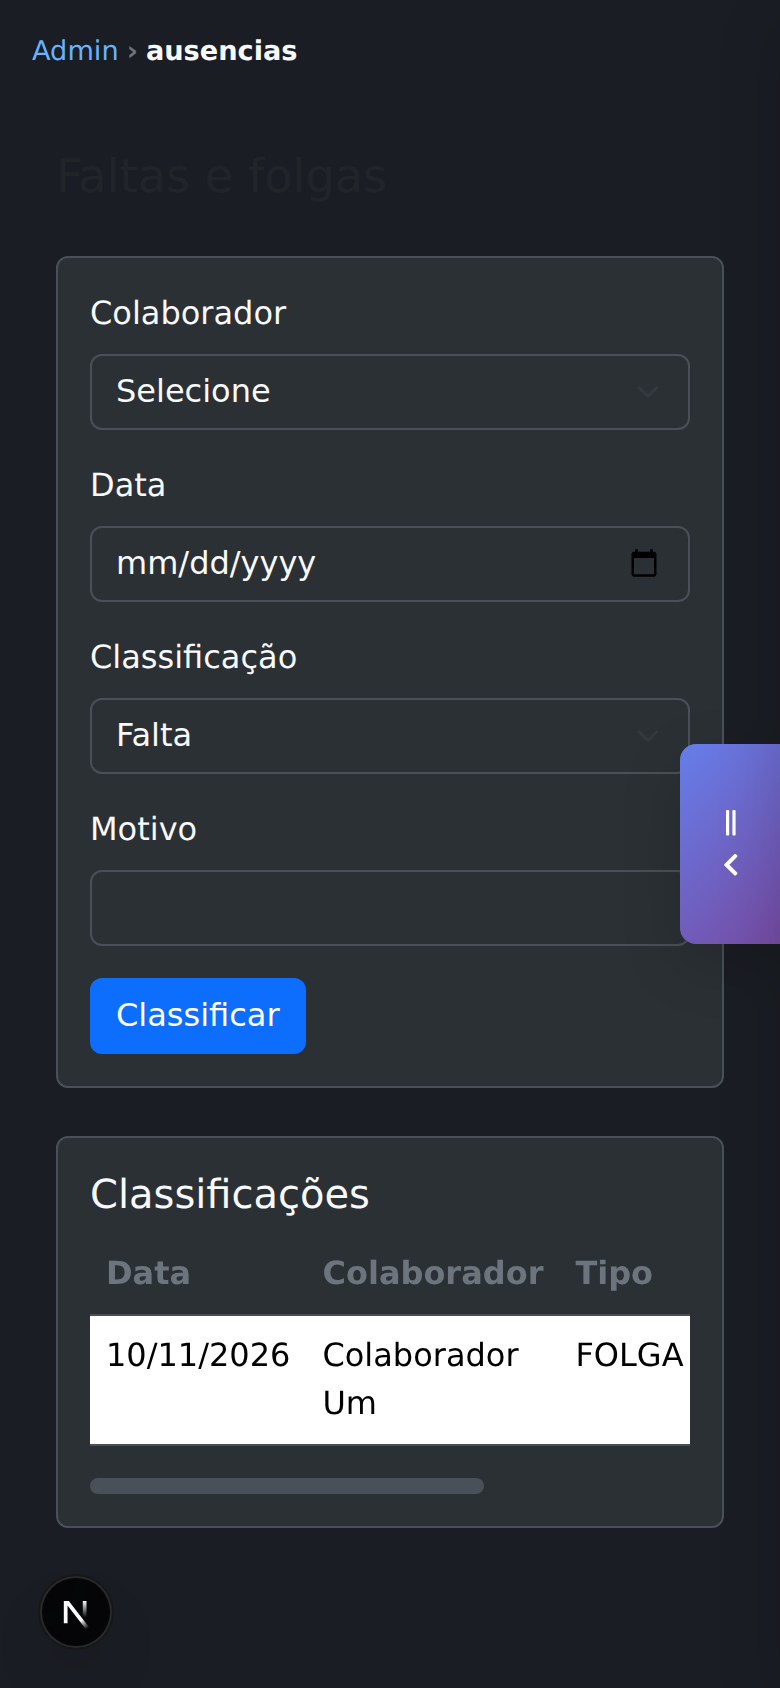 Admin › ausencias
Faltas e folgas
Colaborador
Selecione
Data
mm/dd/yyyy
Classificação
Falta
Motivo
Classificar
Classificações
Data Colaborador Tipo
10/11/2026 Colaborador Um FOLGA
N